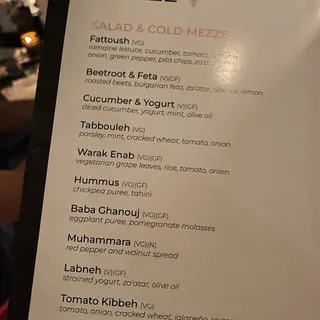 SALAD & COLD MEZZE
Fattoush (VG)
romaine lettuce, cucumber, tomato,
onion, green pepper, pita chips, za'atar
Beetroot & Feta (V)(GF)
roasted beets, bulgarian feta, za'atar, olive oil, lemon
Cucumber & Yogurt (V)(GF)
diced cucumber, yogurt, mint, olive oil
Tabbouleh (VG)
parsley, mint, cracked wheat, tomato, onion
Warak Enab (VG)(GF)
vegetarian grape leaves, rice, tomato, onion
Hummus (VG)(GF)
chickpea puree, tahini
Baba Ghanouj (VG)(GF)
eggplant puree, pomegranate molasses
Muhammara (VG)(N)
red pepper and walnut spread
Labneh (V)(GF)
strained yogurt, za'atar, olive oil
Tomato Kibbeh (VG)
tomato, onion, cracked wheat, jalapeño,